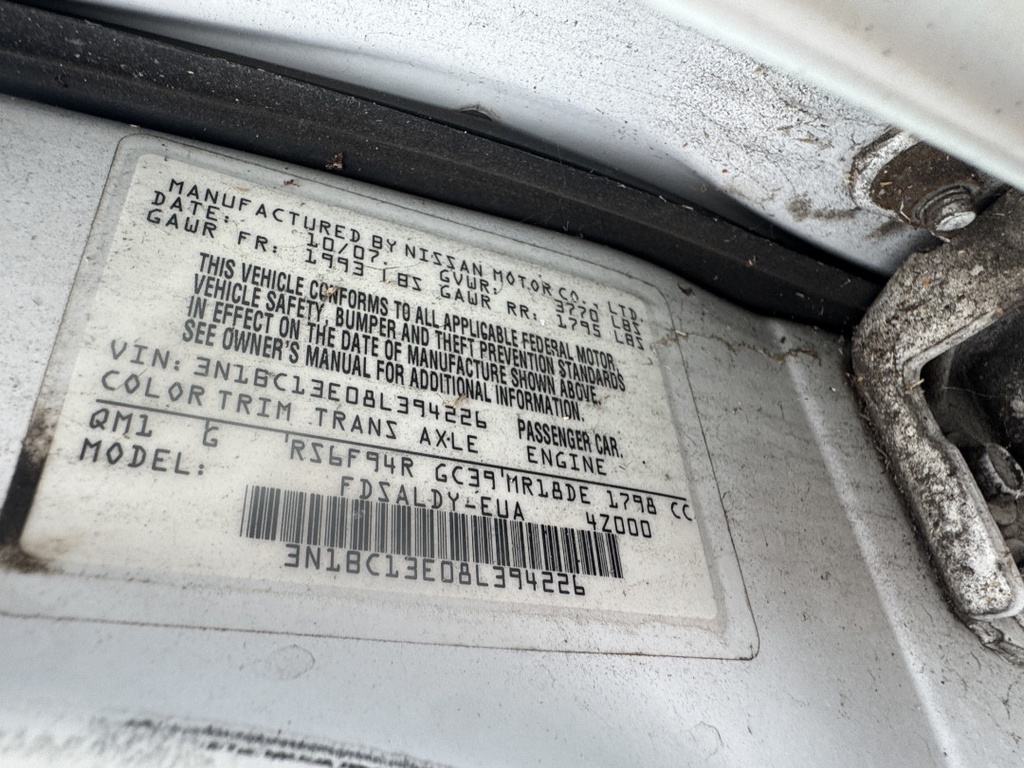 MANUFACTURED BY NISSAN MOTOR CO., LTD.
DATE: 10/07 GVWR: 3770 LBS
GAWR FR: 1993 LBS GAWR RR: 1795 LBS
THIS VEHICLE CONFORMS TO ALL APPLICABLE FEDERAL MOTOR
VEHICLE SAFETY, BUMPER AND THEFT PREVENTION STANDARDS
IN EFFECT ON THE DATE OF MANUFACTURE SHOWN ABOVE.
SEE OWNER'S MANUAL FOR ADDITIONAL INFORMATION.
VIN: 3N1BC13E08L394226 PASSENGER CAR.
COLOR TRIM TRANS AXLE ENGINE
QM1 G RS6F94R GC39 MR18DE 1798 CC
MODEL: FDSALDY-EUA 4Z000
3N1BC13E08L394226